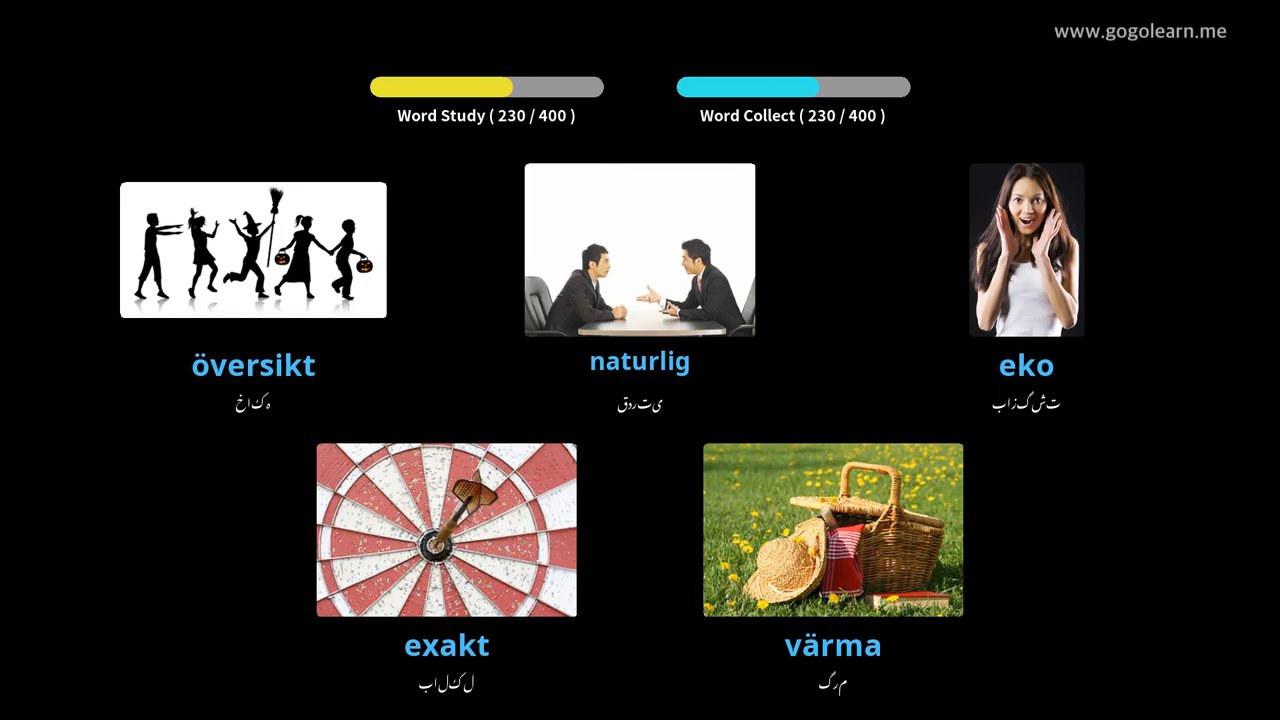 www.gogolearn.me
Word Study ( 230 / 400 )
Word Collect ( 230 / 400 )
översikt
خاکہ
naturlig
قدرتی
eko
بازگشت
exakt
بالکل
värma
گرم